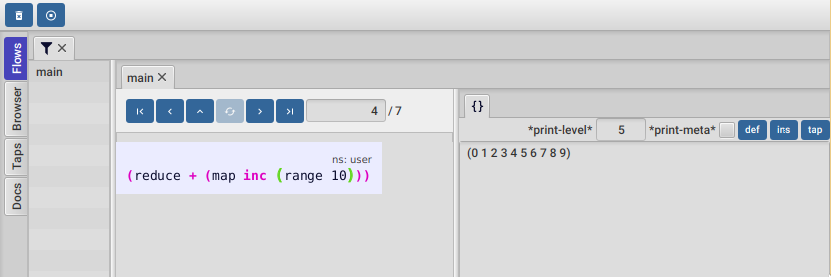 Flows
Browser
Taps
Docs
main
main
4 /7
ns: user
(reduce + (map inc (range 10)))
{}
*print-level* 5 *print-meta* def ins tap
(0 1 2 3 4 5 6 7 8 9)